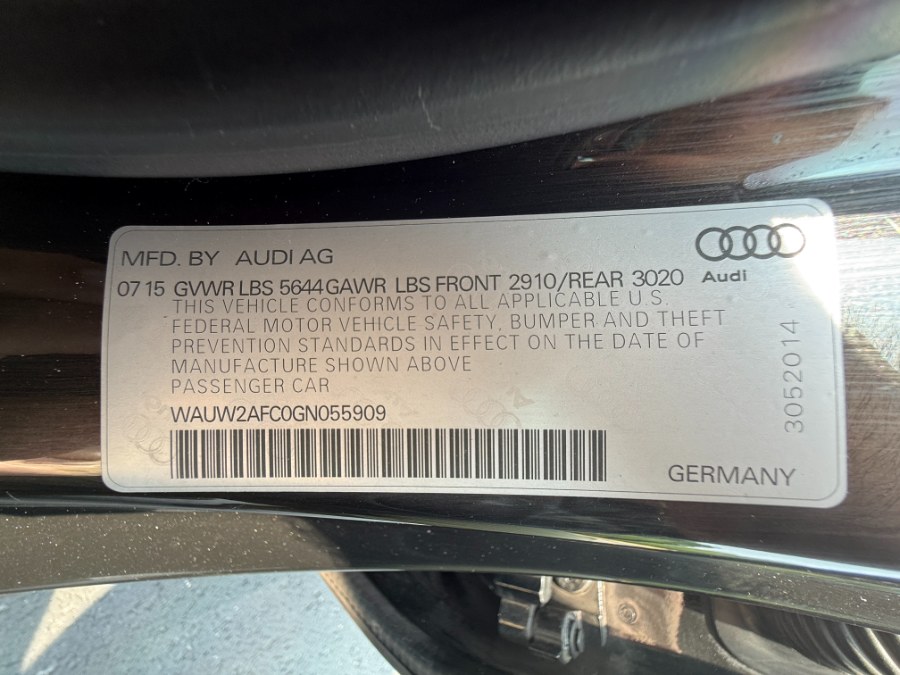 MFD. BY AUDI AG
Audi
07 15 GVWR LBS 5644 GAWR LBS FRONT 2910/REAR 3020
THIS VEHICLE CONFORMS TO ALL APPLICABLE U.S.
FEDERAL MOTOR VEHICLE SAFETY, BUMPER AND THEFT
PREVENTION STANDARDS IN EFFECT ON THE DATE OF
MANUFACTURE SHOWN ABOVE
PASSENGER CAR
WAUW2AFC0GN055909
GERMANY
3052014